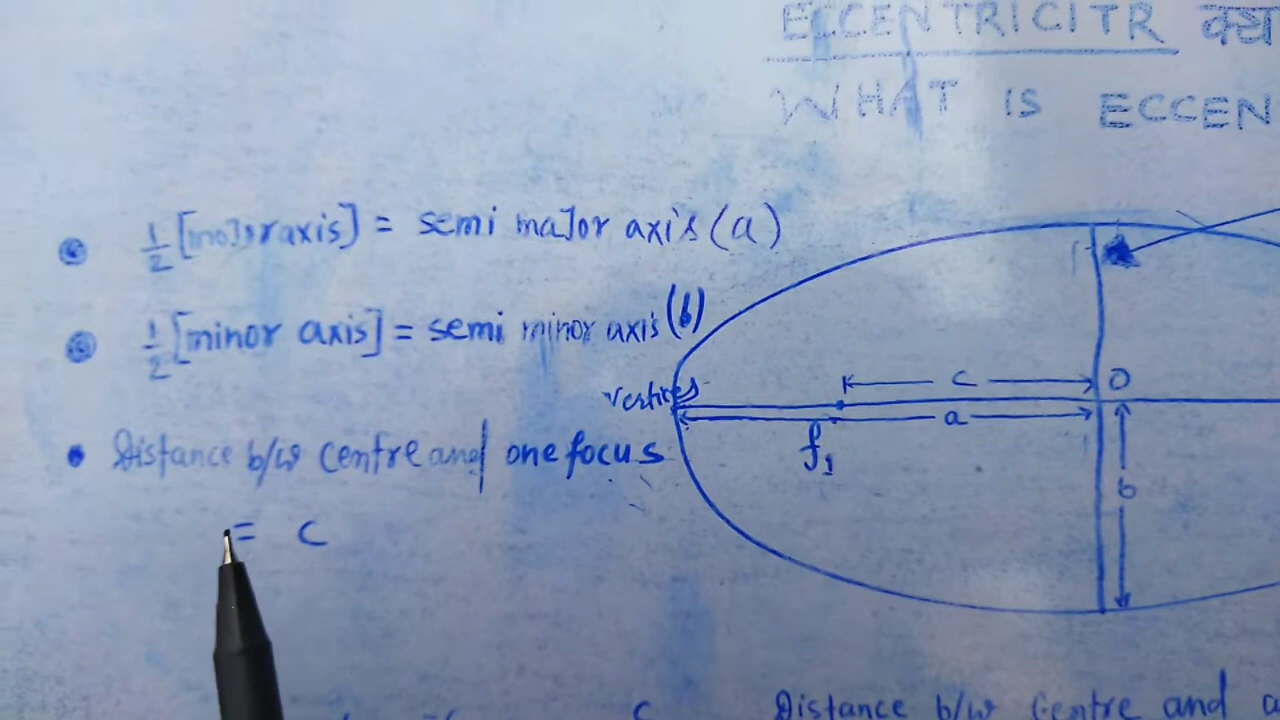 ECCENTRICITR क्य
WHAT IS ECCEN
1/2 [major axis] = semi major axis (a)
1/2 [minor axis] = semi minor axis (b)
vertices
K c O
a
f1
b
• Distance b/w centre and one focus
= c
c Distance b/w Centre and a